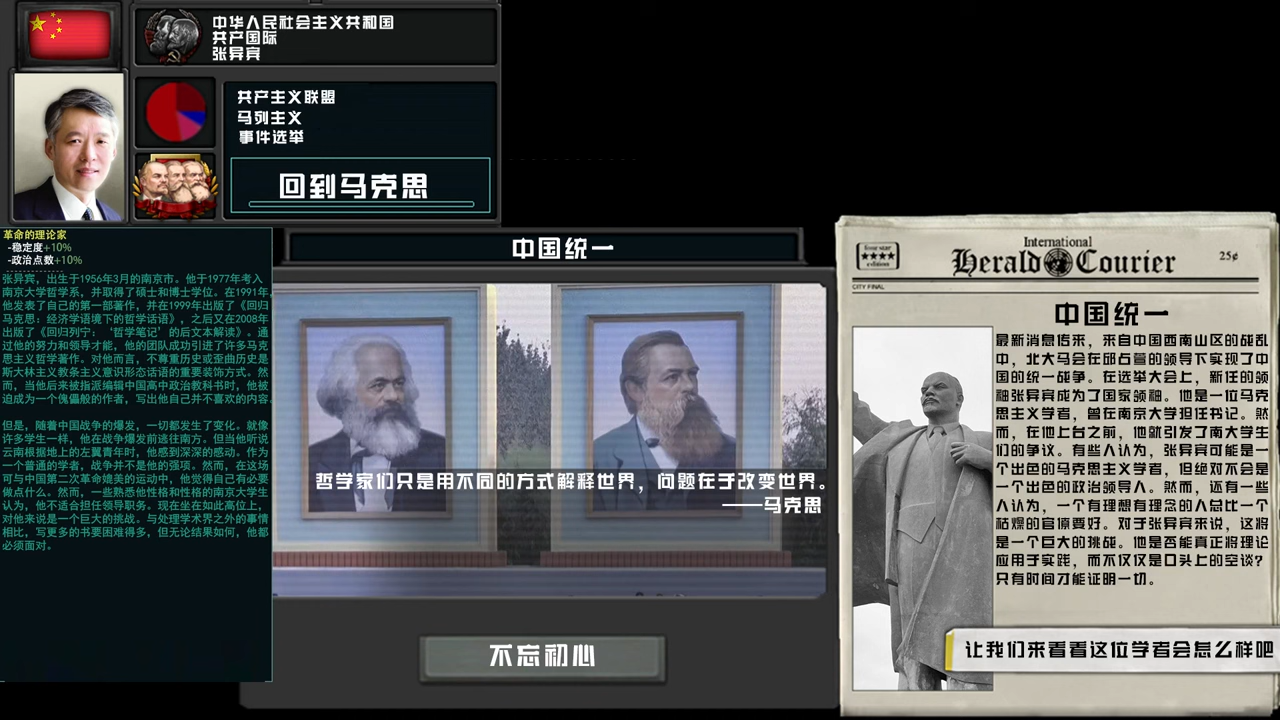 中华人民社会主义共和国
共产国际
张异宾
共产主义联盟
马列主义
事件选举
回到马克思
革命的理论家
-稳定度+10%
-政治点数+10%
张异宾，出生于1956年3月的南京市。他于1977年考入
南京大学哲学系，并取得了硕士和博士学位。在1991年，
他发表了自己的第一部著作，并在1999年出版了《回归
马克思：经济学语境下的哲学话语》，之后又在2008年
出版了《回归列宁：‘哲学笔记’的后文本解读》。通
过他的努力和领导才能，他的团队成功引进了许多马克
思主义哲学著作。对他而言，不尊重历史或歪曲历史是
斯大林主义教条主义意识形态话语的重要装饰方式。然
而，当他后来被指派编辑中国高中政治教科书时，他被
迫成为一个傀儡般的作者，写出他自己并不喜欢的内容。
但是，随着中国战争的爆发，一切都发生了变化。就像
许多学生一样，他在战争爆发前逃往南方。但当他听说
云南根据地上的左翼青年时，他感到深深的感动。作为
一个普通的学者，战争并不是他的强项。然而，在这场
可与中国第二次革命媲美的运动中，他觉得自己有必要
做点什么。然而，一些熟悉他性格和性格的南京大学生
认为，他不适合担任领导职务。现在坐在如此高位上，
对他来说是一个巨大的挑战。与处理学术界之外的事情
相比，写更多的书要困难得多，但无论结果如何，他都
必须面对。
中国统一
哲学家们只是用不同的方式解释世界，问题在于改变世界。
——马克思
不忘初心
four star
edition
International
Herald Courier
25¢
CITY FINAL
中国统一
最新消息传来，来自中国西南山区的战乱
中，北大马会在邱占萱的领导下实现了中
国的统一战争。在选举大会上，新任的领
袖张异宾成为了国家领袖。他是一位马克
思主义学者，曾在南京大学担任书记。然
而，在他上台之前，他就引发了南大学生
们的争议。有些人认为，张异宾可能是一
个出色的马克思主义学者，但绝对不会是
一个出色的政治领导人。然而，还有一些
人认为，一个有理想有理念的人总比一个
枯燥的官僚要好。对于张异宾来说，这将
是一个巨大的挑战。他是否能真正将理论
应用于实践，而不仅仅是口头上的空谈？
只有时间才能证明一切。
让我们来看看这位学者会怎么样吧